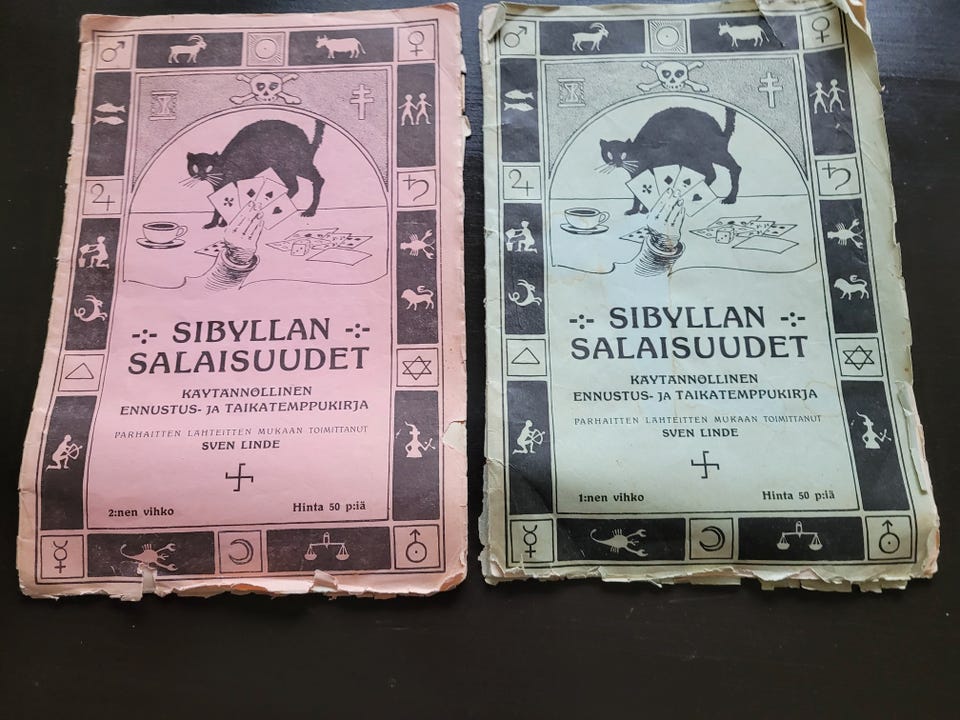 -:- SIBYLLAN -:-
SALAISUUDET
KÄYTÄNNÖLLINEN
ENNUSTUS- JA TAIKATEMPPUKIRJA
PARHAITTEN LÄHTEITTEN MUKAAN TOIMITTANUT
SVEN LINDE
2:nen vihko Hinta 50 p:iä
-:- SIBYLLAN -:-
SALAISUUDET
KÄYTÄNNÖLLINEN
ENNUSTUS- JA TAIKATEMPPUKIRJA
PARHAITTEN LÄHTEITTEN MUKAAN TOIMITTANUT
SVEN LINDE
1:nen vihko Hinta 50 p:iä